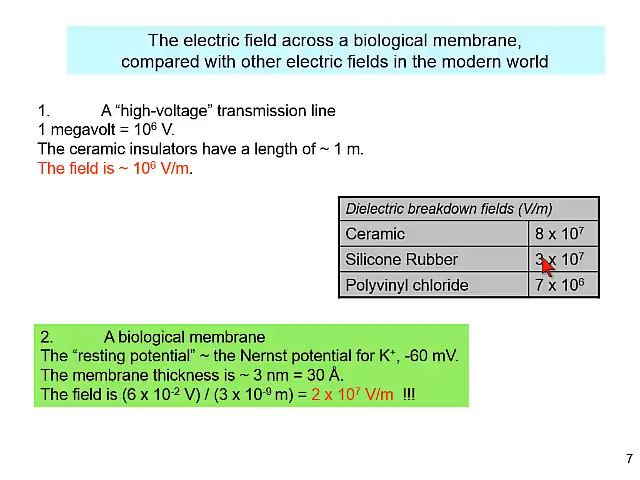 The electric field across a biological membrane,
compared with other electric fields in the modern world
1. A “high-voltage” transmission line
1 megavolt = 10⁶ V.
The ceramic insulators have a length of ~ 1 m.
The field is ~ 10⁶ V/m.
Dielectric breakdown fields (V/m)
Ceramic 8 x 10⁷
Silicone Rubber 3 x 10⁷
Polyvinyl chloride 7 x 10⁶
2. A biological membrane
The “resting potential” ~ the Nernst potential for K⁺, -60 mV.
The membrane thickness is ~ 3 nm = 30 Å.
The field is (6 x 10⁻² V) / (3 x 10⁻⁹ m) = 2 x 10⁷ V/m !!!
7